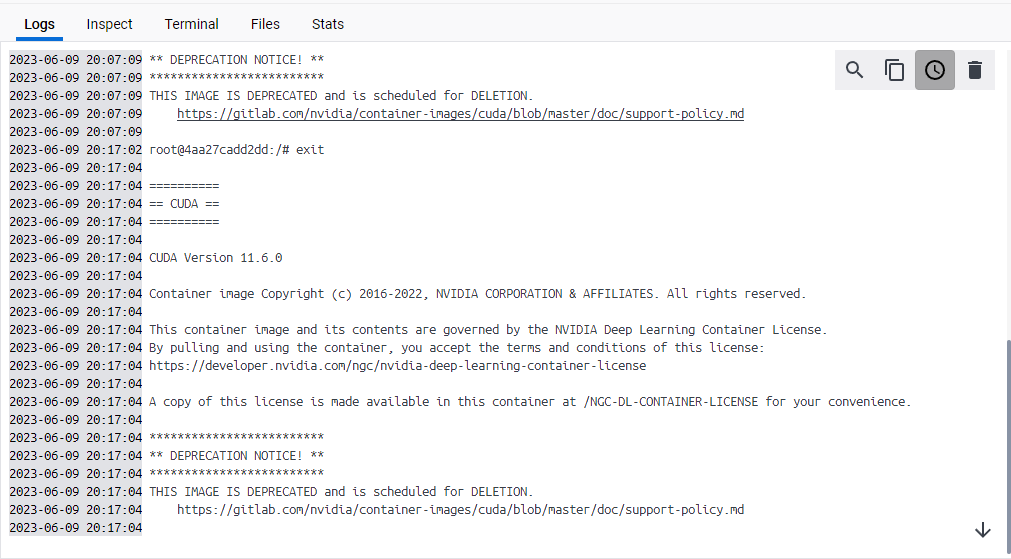 Logs Inspect Terminal Files Stats
2023-06-09 20:07:09 ** DEPRECATION NOTICE! **
2023-06-09 20:07:09 *************************
2023-06-09 20:07:09 THIS IMAGE IS DEPRECATED and is scheduled for DELETION.
2023-06-09 20:07:09     https://gitlab.com/nvidia/container-images/cuda/blob/master/doc/support-policy.md
2023-06-09 20:07:09
2023-06-09 20:17:02 root@4aa27cadd2dd:/# exit
2023-06-09 20:17:04
2023-06-09 20:17:04 ==========
2023-06-09 20:17:04 == CUDA ==
2023-06-09 20:17:04 ==========
2023-06-09 20:17:04
2023-06-09 20:17:04 CUDA Version 11.6.0
2023-06-09 20:17:04
2023-06-09 20:17:04 Container image Copyright (c) 2016-2022, NVIDIA CORPORATION & AFFILIATES. All rights reserved.
2023-06-09 20:17:04
2023-06-09 20:17:04 This container image and its contents are governed by the NVIDIA Deep Learning Container License.
2023-06-09 20:17:04 By pulling and using the container, you accept the terms and conditions of this license:
2023-06-09 20:17:04 https://developer.nvidia.com/ngc/nvidia-deep-learning-container-license
2023-06-09 20:17:04
2023-06-09 20:17:04 A copy of this license is made available in this container at /NGC-DL-CONTAINER-LICENSE for your convenience.
2023-06-09 20:17:04
2023-06-09 20:17:04 *************************
2023-06-09 20:17:04 ** DEPRECATION NOTICE! **
2023-06-09 20:17:04 *************************
2023-06-09 20:17:04 THIS IMAGE IS DEPRECATED and is scheduled for DELETION.
2023-06-09 20:17:04     https://gitlab.com/nvidia/container-images/cuda/blob/master/doc/support-policy.md
2023-06-09 20:17:04